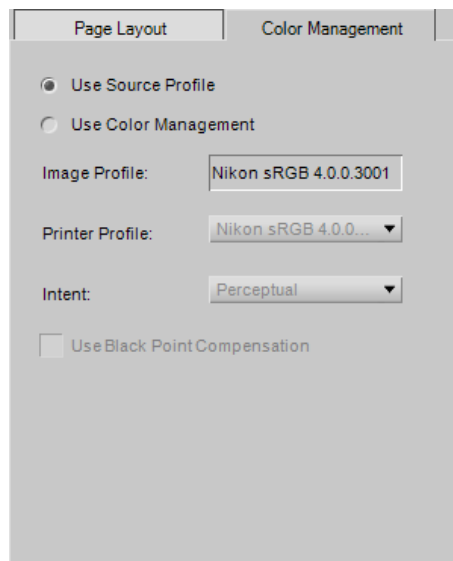 Page Layout
Color Management
Use Source Profile
Use Color Management
Image Profile: Nikon sRGB 4.0.0.3001
Printer Profile: Nikon sRGB 4.0.0...
Intent: Perceptual
Use Black Point Compensation